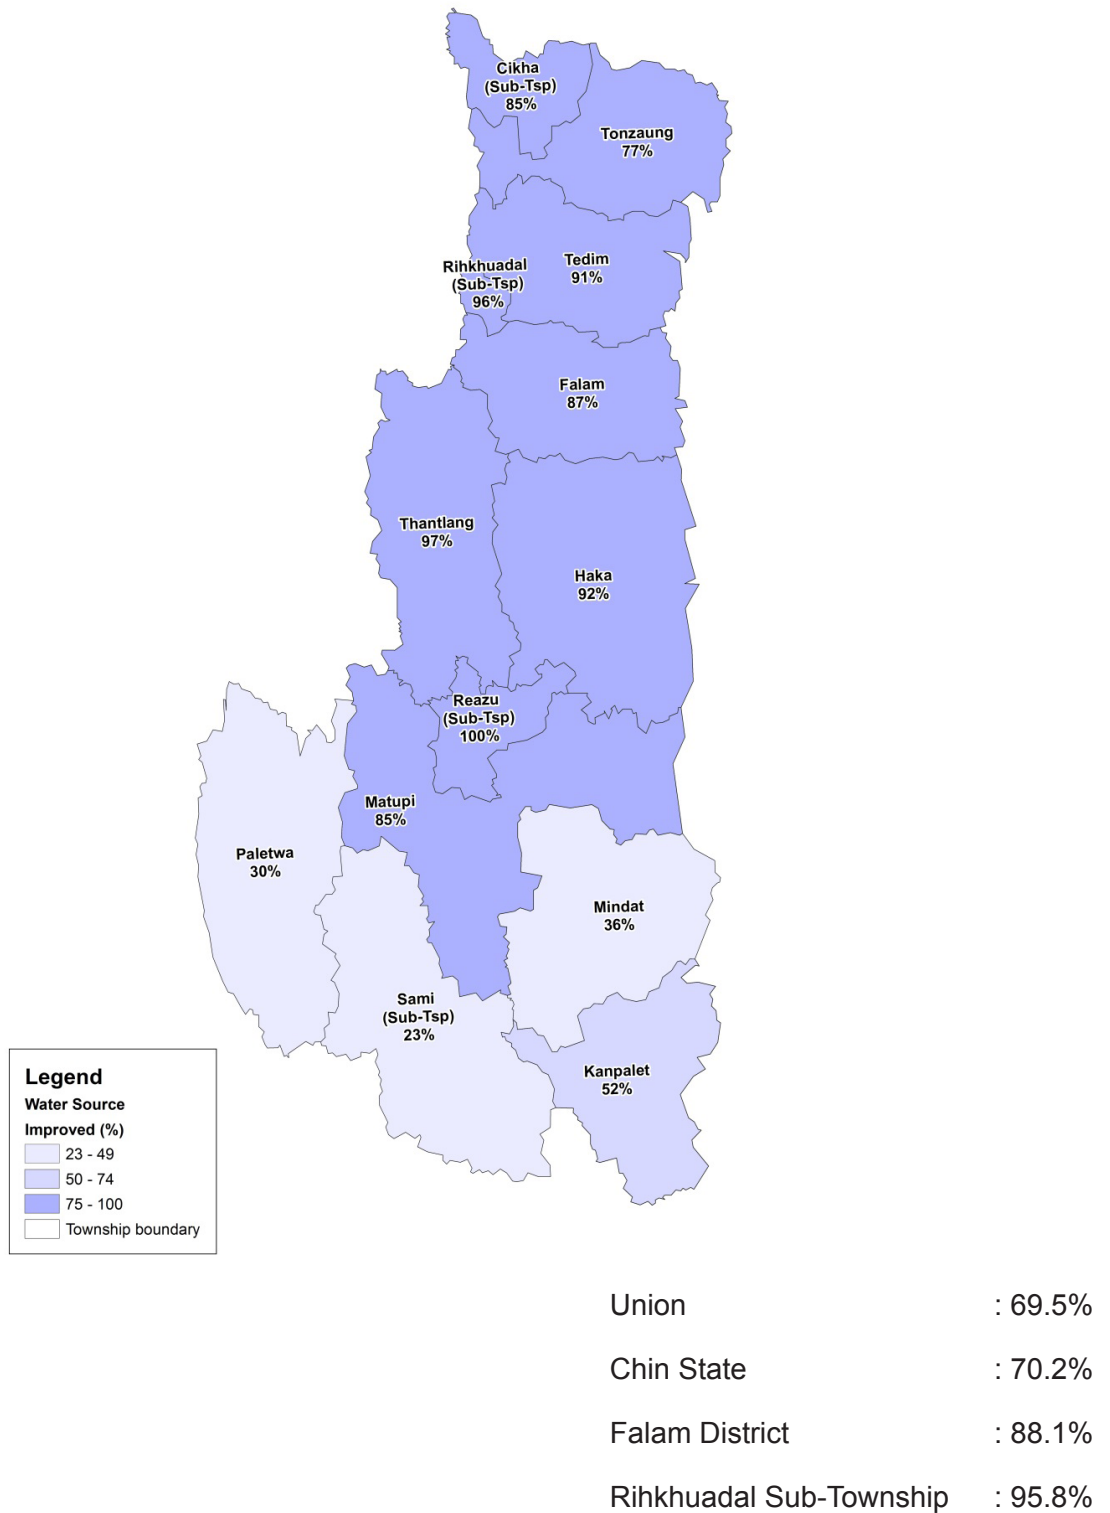 Cikha
(Sub-Tsp)
85%
Tonzaung
77%
Rihkhuadal
(Sub-Tsp)
96%
Tedim
91%
Falam
87%
Thantlang
97%
Haka
92%
Reazu
(Sub-Tsp)
100%
Matupi
85%
Paletwa
30%
Mindat
36%
Sami
(Sub-Tsp)
23%
Kanpalet
52%
Legend
Water Source
Improved (%)
23 - 49
50 - 74
75 - 100
Township boundary
Union : 69.5%
Chin State : 70.2%
Falam District : 88.1%
Rihkhuadal Sub-Township : 95.8%